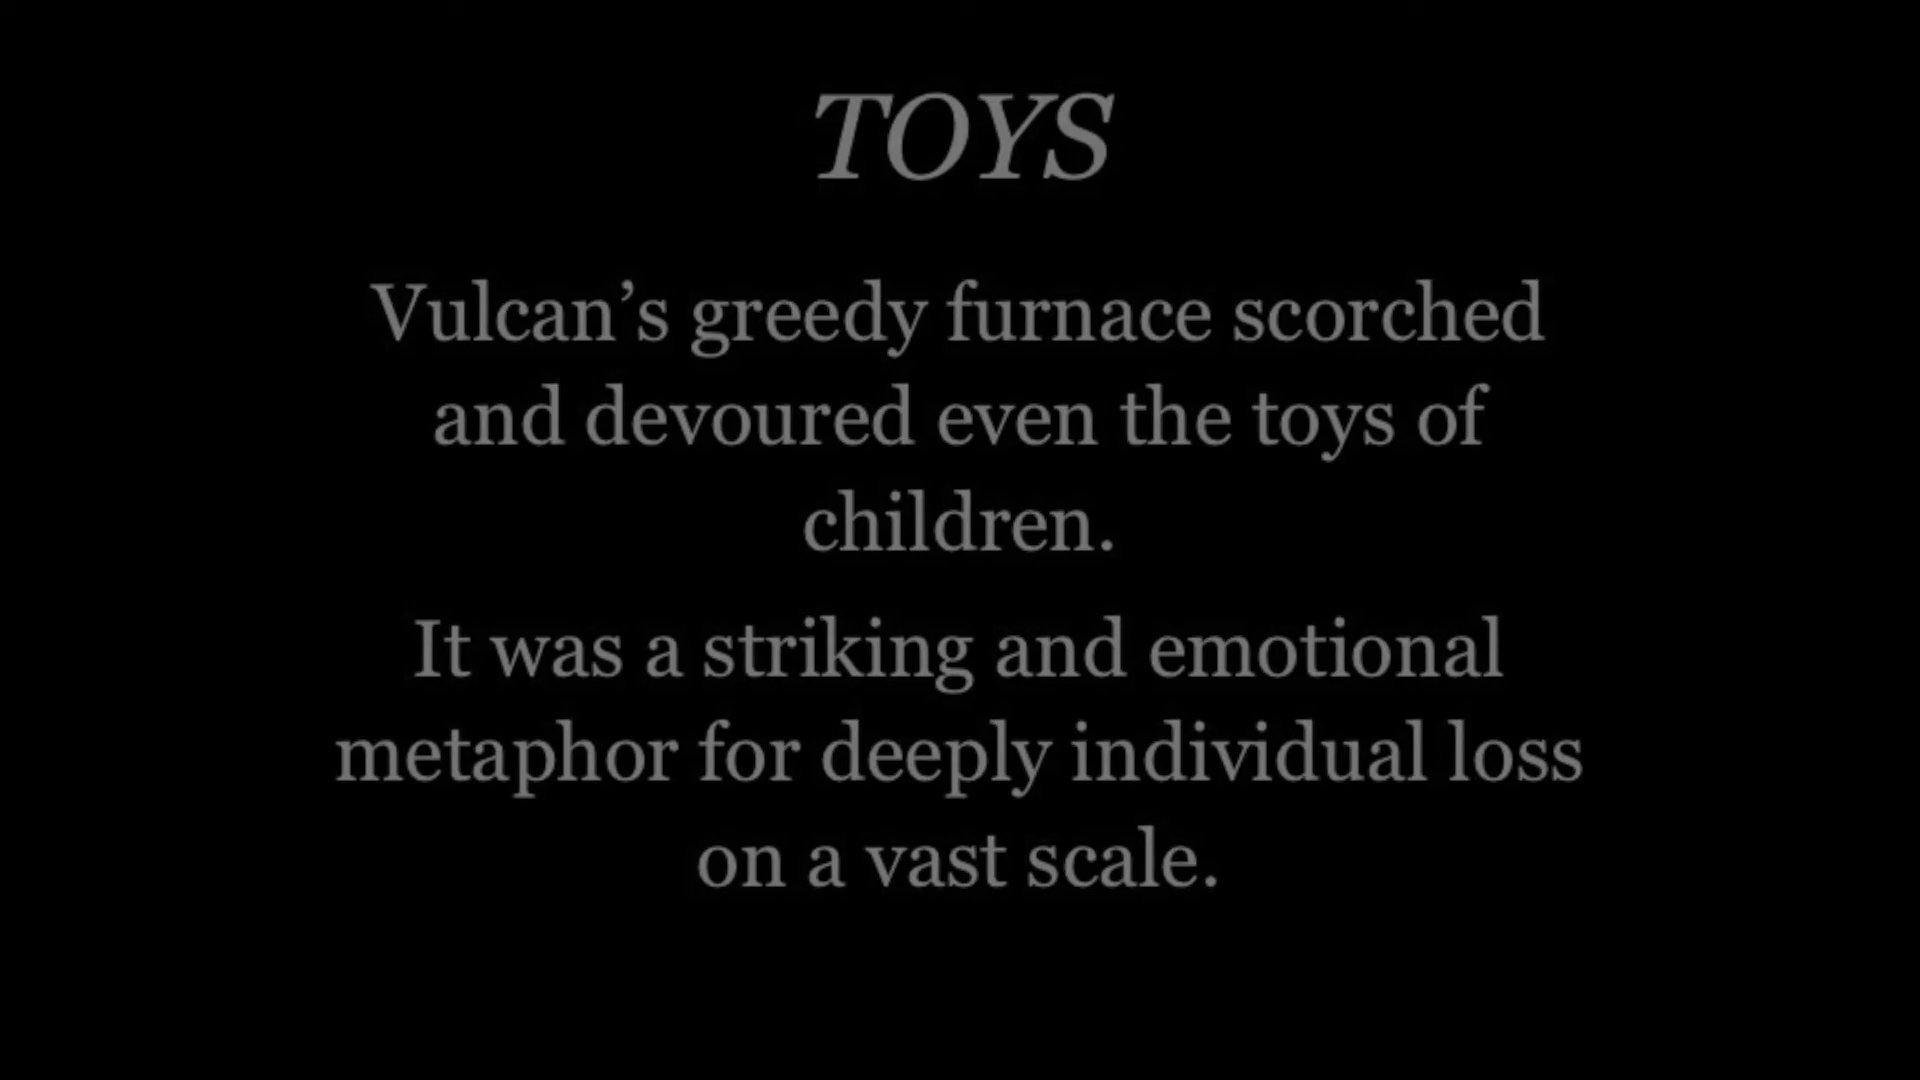 TOYS
Vulcan’s greedy furnace scorched
and devoured even the toys of
children.
It was a striking and emotional
metaphor for deeply individual loss
on a vast scale.